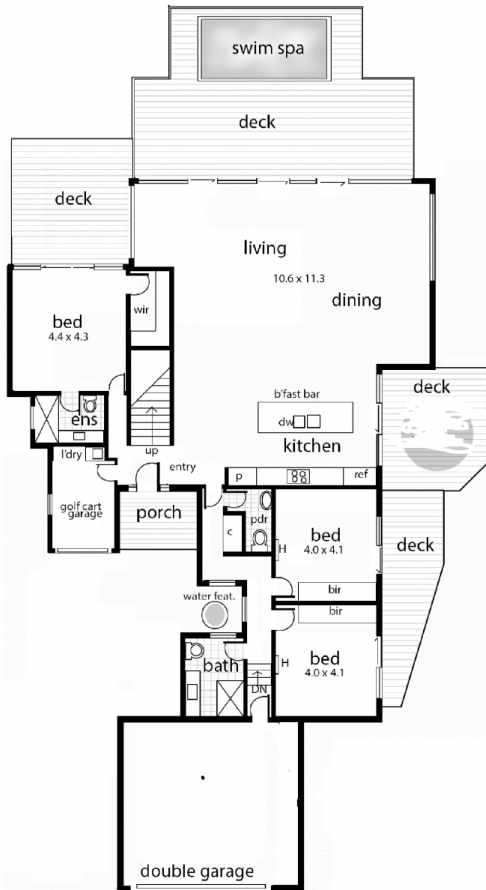 swim spa
deck
deck
living
10.6 x 11.3
dining
wir
bed
4.4 x 4.3
deck
b'fast bar
dw
kitchen
ens
l'dry
up
entry
p
ref
golf cart
garage
porch
pdr
c
H
bed
4.0 x 4.1
deck
bir
water feat.
bir
bath
H
bed
4.0 x 4.1
DN
double garage